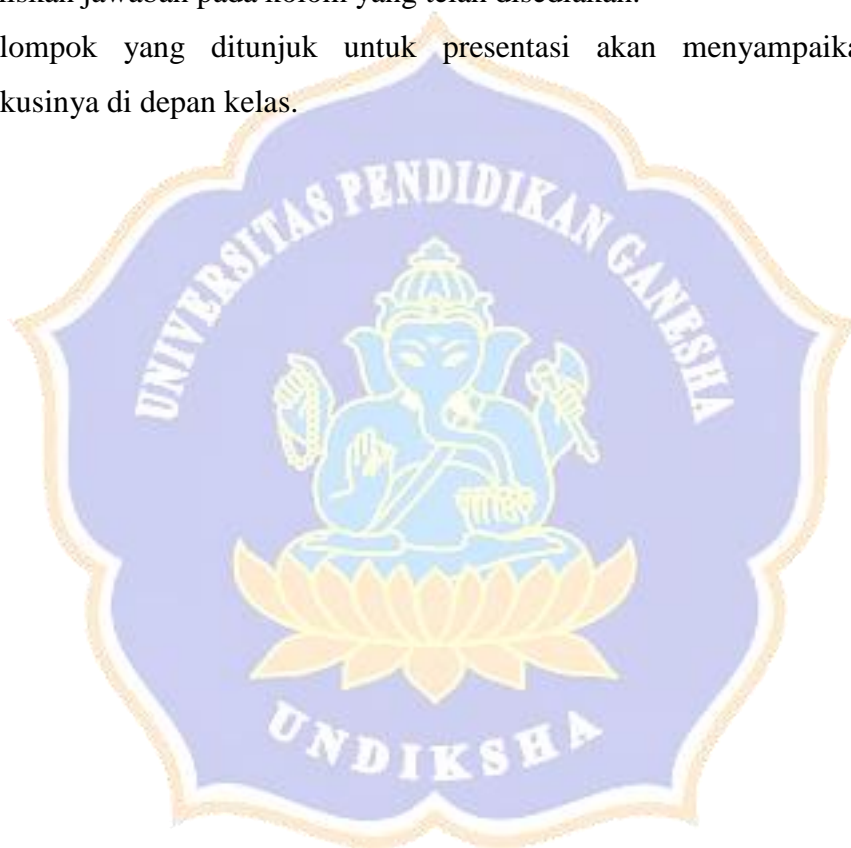 liskan jawaban pada kolom yang telah disediakan.
lompok yang ditunjuk untuk presentasi akan menyampaika
kusinya di depan kelas.
UNIVERSITAS PENDIDIKAN GANESHA
UNDIKSHA